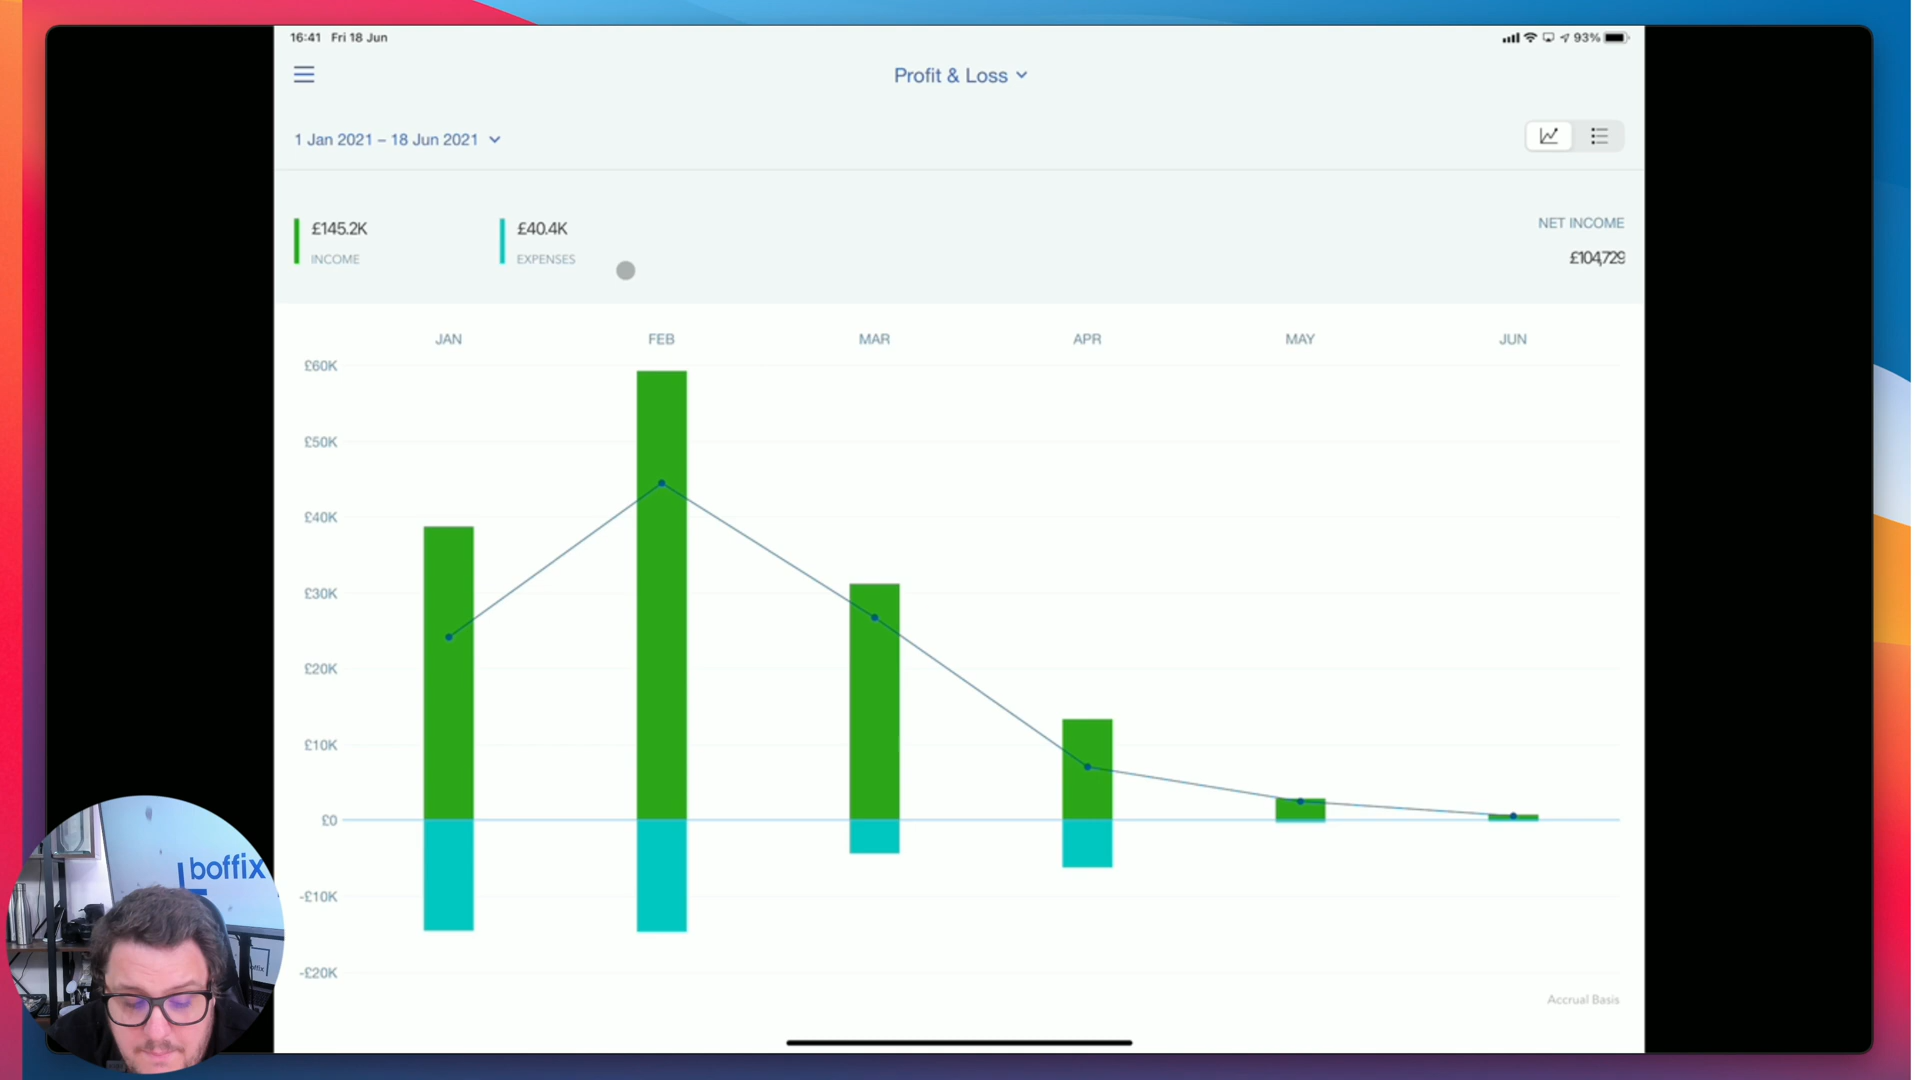 16:41 Fri 18 Jun
93%
Profit & Loss
1 Jan 2021 – 18 Jun 2021
£145.2K
INCOME
£40.4K
EXPENSES
NET INCOME
£104,729
JAN FEB MAR APR MAY JUN
£60K
£50K
£40K
£30K
£20K
£10K
£0
-£10K
-£20K
Accrual Basis
boffix